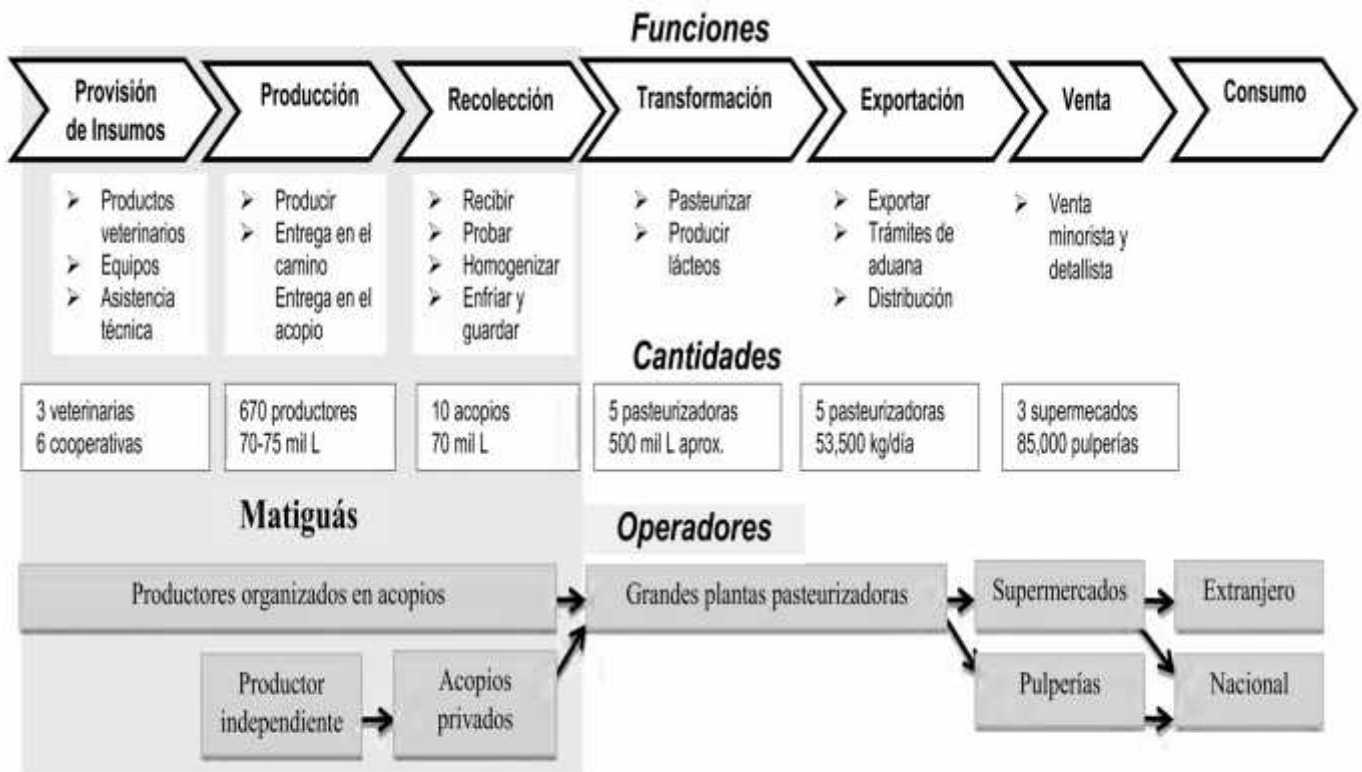 Funciones
Provisión
de Insumos
Producción
Recolección
Transformación
Exportación
Venta
Consumo
➢ Productos
veterinarios
➢ Equipos
➢ Asistencia
técnica
➢ Producir
➢ Entrega en el
camino
Entrega en el
acopio
➢ Recibir
➢ Probar
➢ Homogenizar
➢ Enfriar y
guardar
➢ Pasteurizar
➢ Producir
lácteos
➢ Exportar
➢ Trámites de
aduana
➢ Distribución
➢ Venta
minorista y
detallista
Cantidades
3 veterinarias
6 cooperativas
670 productores
70-75 mil L
10 acopios
70 mil L
5 pasteurizadoras
500 mil L aprox.
5 pasteurizadoras
53,500 kg/día
3 supermecados
85,000 pulperías
Matiguás
Operadores
Productores organizados en acopios
Grandes plantas pasteurizadoras
Supermercados
Extranjero
Productor
independiente
Acopios
privados
Pulperías
Nacional